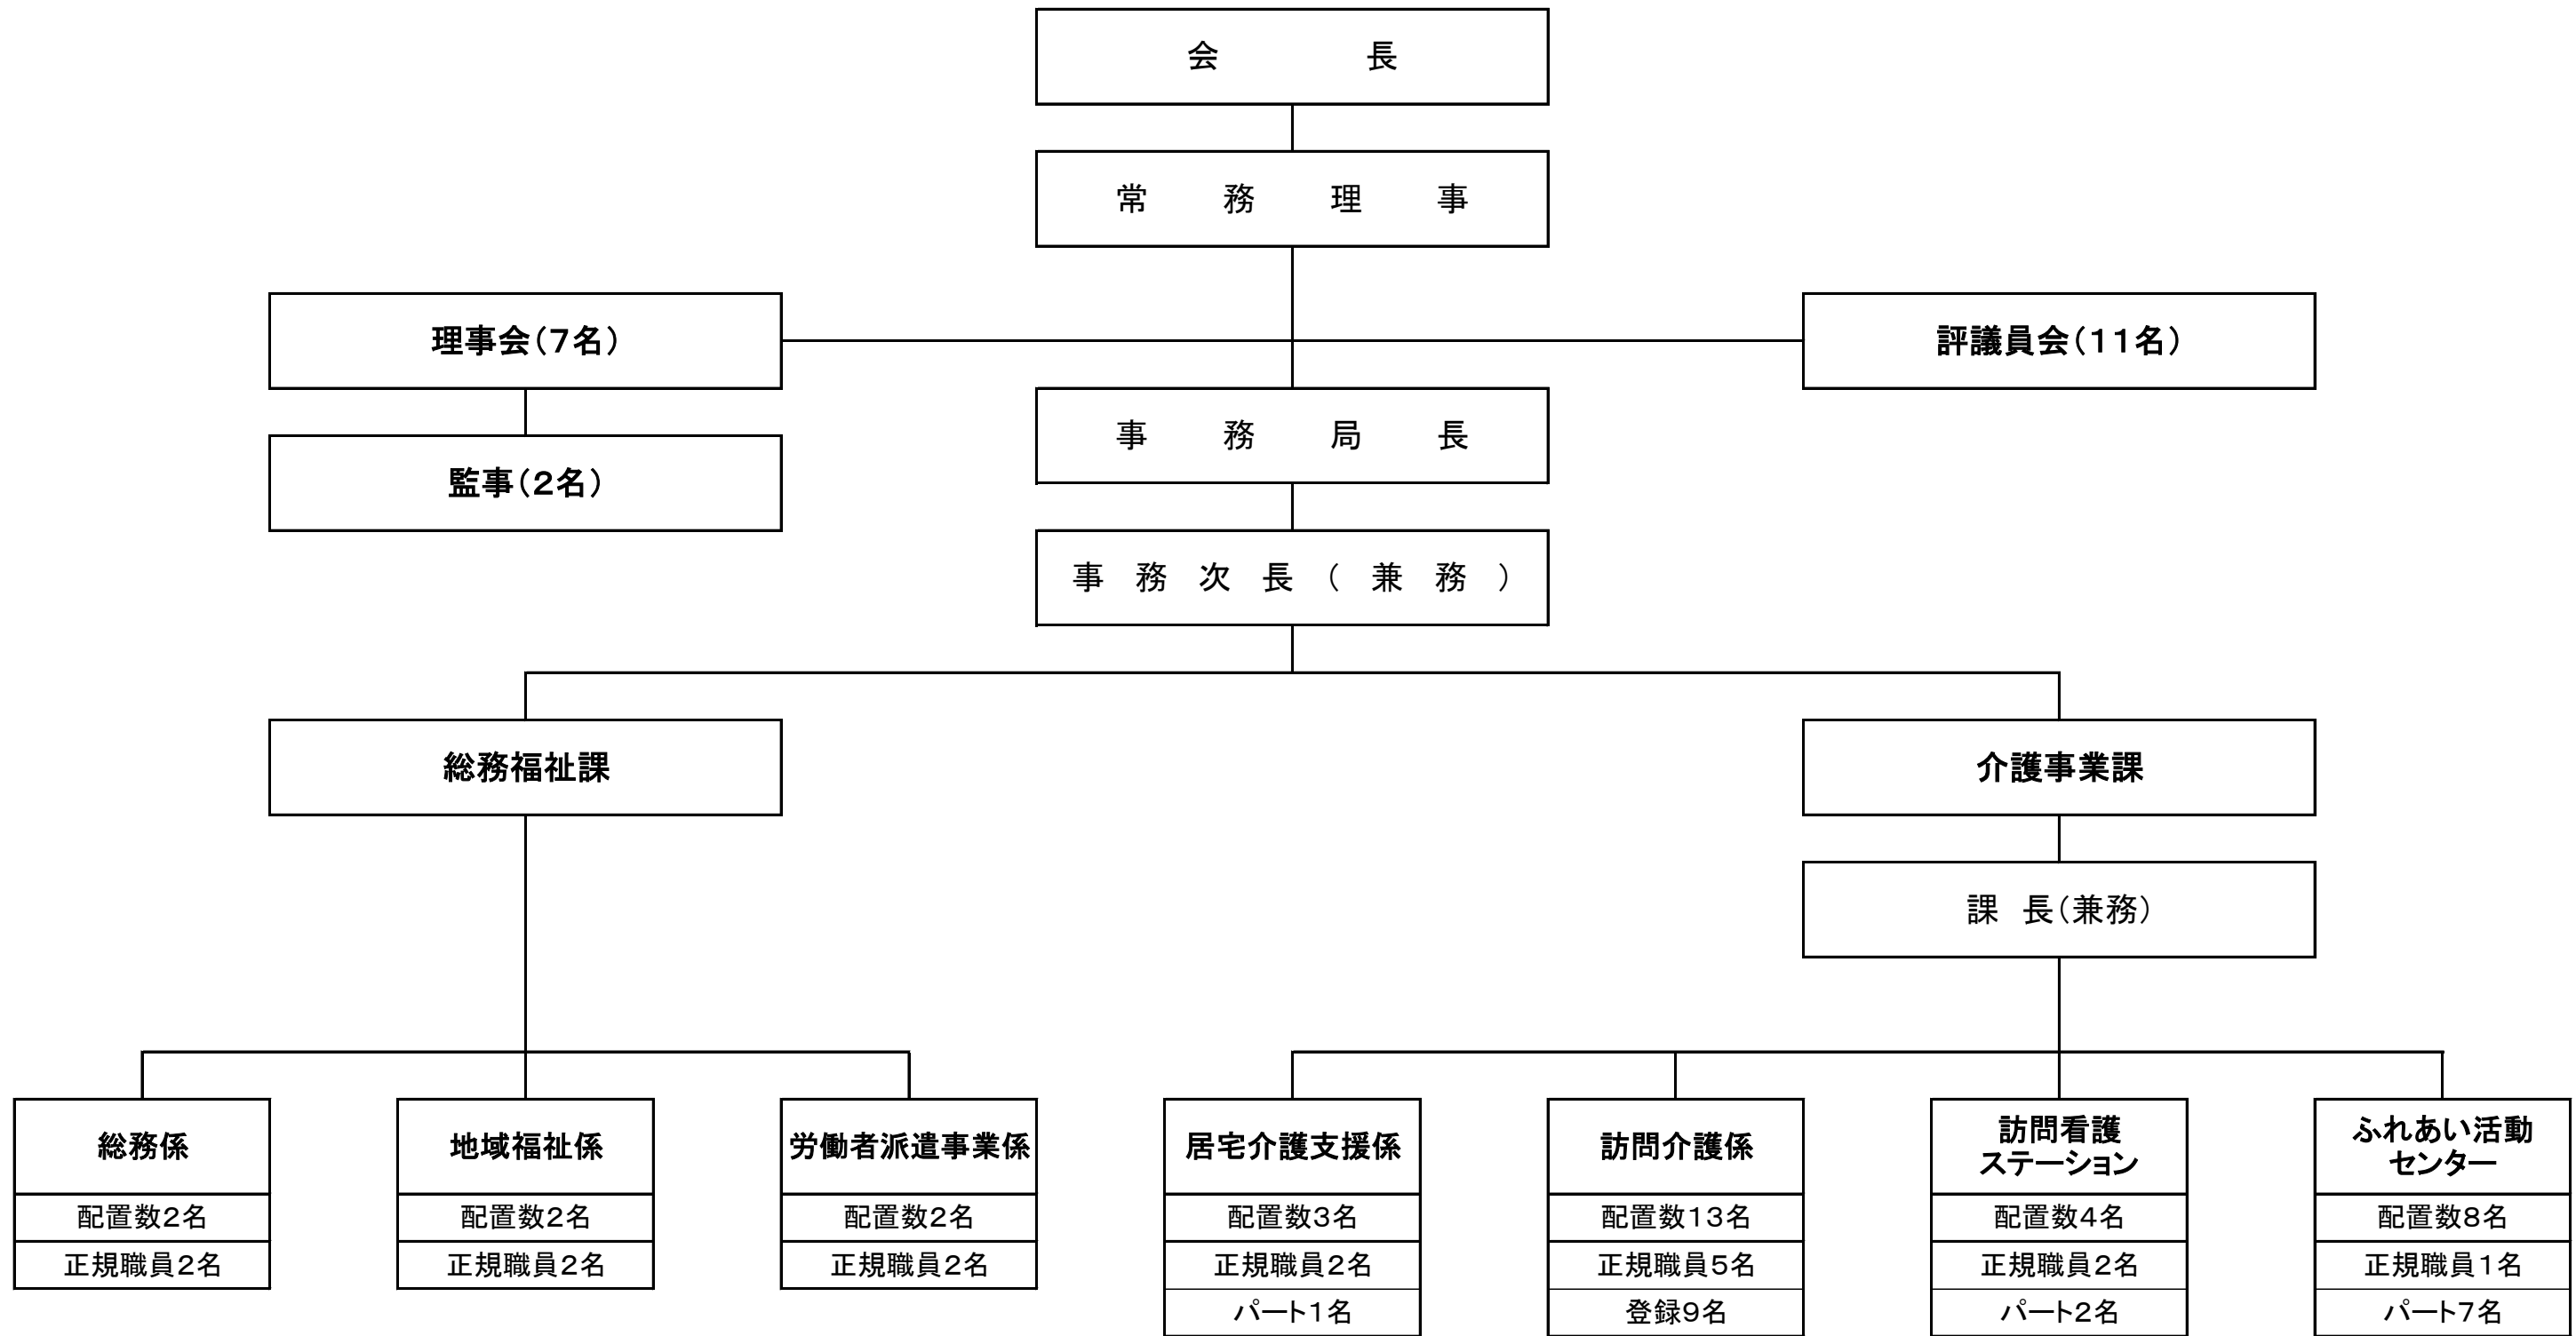 会長
常務理事
理事会（7名）
評議員会（11名）
事務局長
監事（2名）
事務次長（兼務）
総務福祉課
介護事業課
課 長（兼務）
総務係
配置数2名
正規職員2名
地域福祉係
配置数2名
正規職員2名
労働者派遣事業係
配置数2名
正規職員2名
居宅介護支援係
配置数3名
正規職員2名
パート1名
訪問介護係
配置数13名
正規職員5名
登録9名
訪問看護
ステーション
配置数4名
正規職員2名
パート2名
ふれあい活動
センター
配置数8名
正規職員1名
パート7名